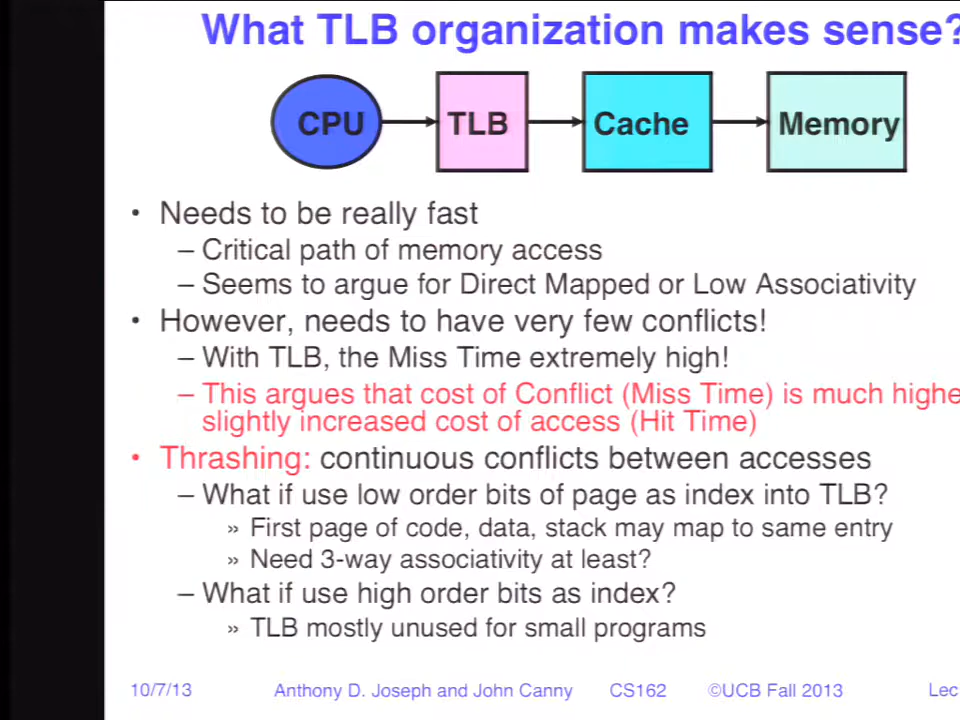 What TLB organization makes sense?
CPU TLB Cache Memory
• Needs to be really fast
– Critical path of memory access
– Seems to argue for Direct Mapped or Low Associativity
• However, needs to have very few conflicts!
– With TLB, the Miss Time extremely high!
– This argues that cost of Conflict (Miss Time) is much
slightly increased cost of access (Hit Time)
• Thrashing: continuous conflicts between accesses
– What if use low order bits of page as index into TLB?
» First page of code, data, stack may map to same entry
» Need 3-way associativity at least?
– What if use high order bits as index?
» TLB mostly unused for small programs
10/7/13 Anthony D. Joseph and John Canny CS162 ©UCB Fall 2013